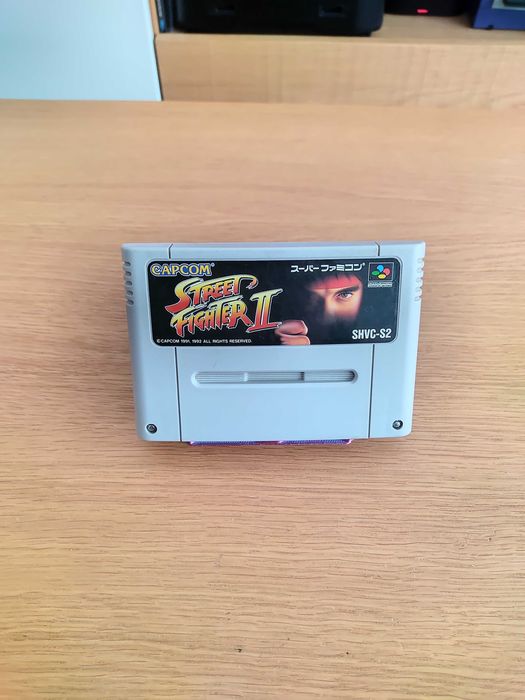 CAPCOM®
スーパーファミコン®
STREET
FIGHTER II
SHVC-S2
©CAPCOM 1991, 1992 ALL RIGHTS RESERVED.